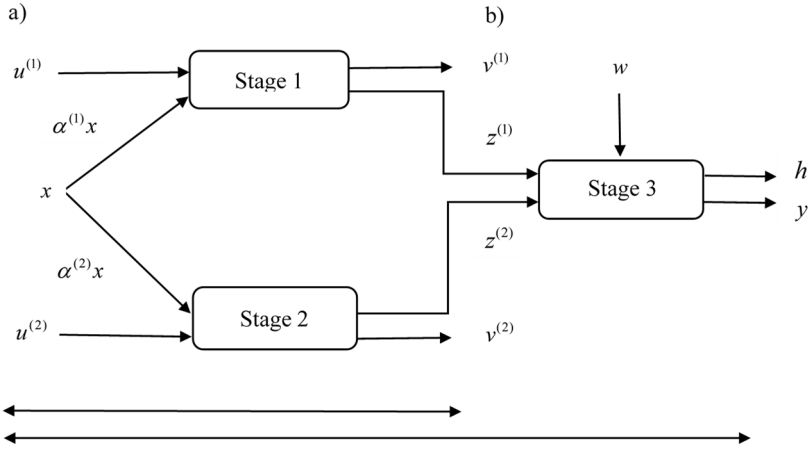 a)
b)
u⁽¹⁾
Stage 1
v⁽¹⁾
w
α⁽¹⁾x
z⁽¹⁾
x
Stage 3
h
y
z⁽²⁾
α⁽²⁾x
Stage 2
u⁽²⁾
v⁽²⁾